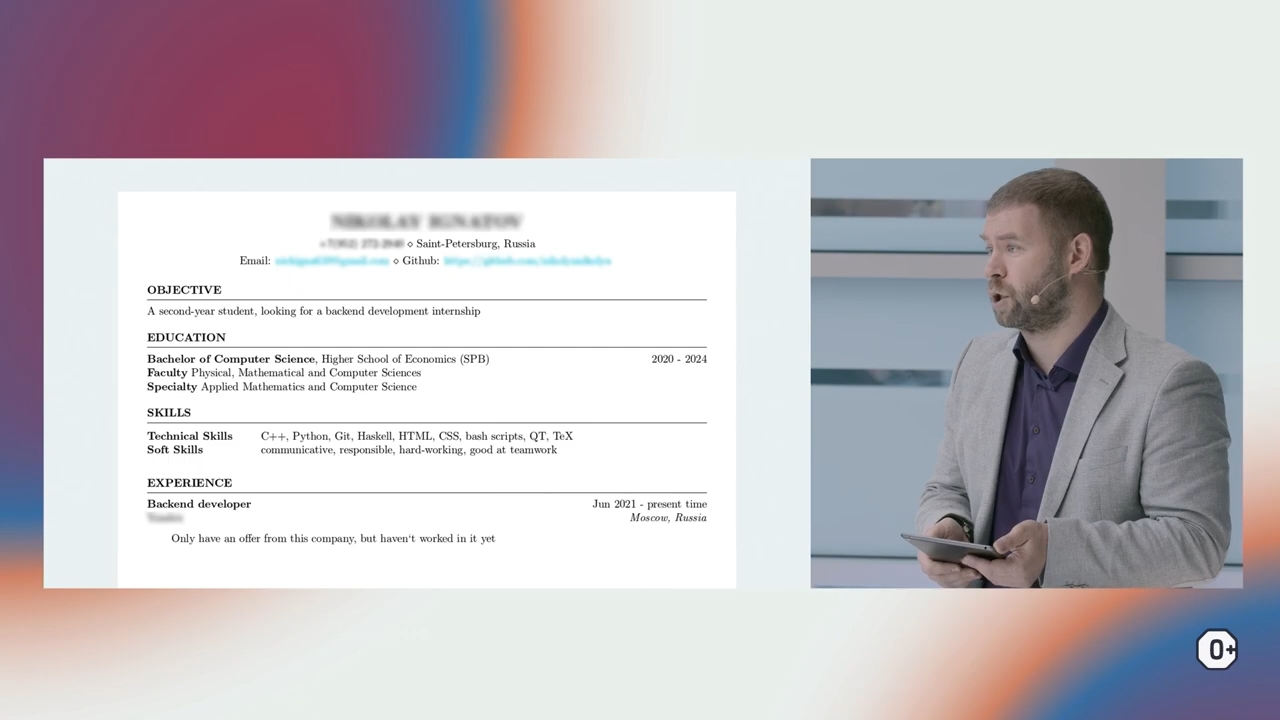 Saint-Petersburg, Russia
Email: ⋄ Github:
OBJECTIVE
A second-year student, looking for a backend development internship
EDUCATION
Bachelor of Computer Science, Higher School of Economics (SPB) 2020 - 2024
Faculty Physical, Mathematical and Computer Sciences
Specialty Applied Mathematics and Computer Science
SKILLS
Technical Skills C++, Python, Git, Haskell, HTML, CSS, bash scripts, QT, TeX
Soft Skills communicative, responsible, hard-working, good at teamwork
EXPERIENCE
Backend developer Jun 2021 - present time
Moscow, Russia
Only have an offer from this company, but haven‘t worked in it yet
0+